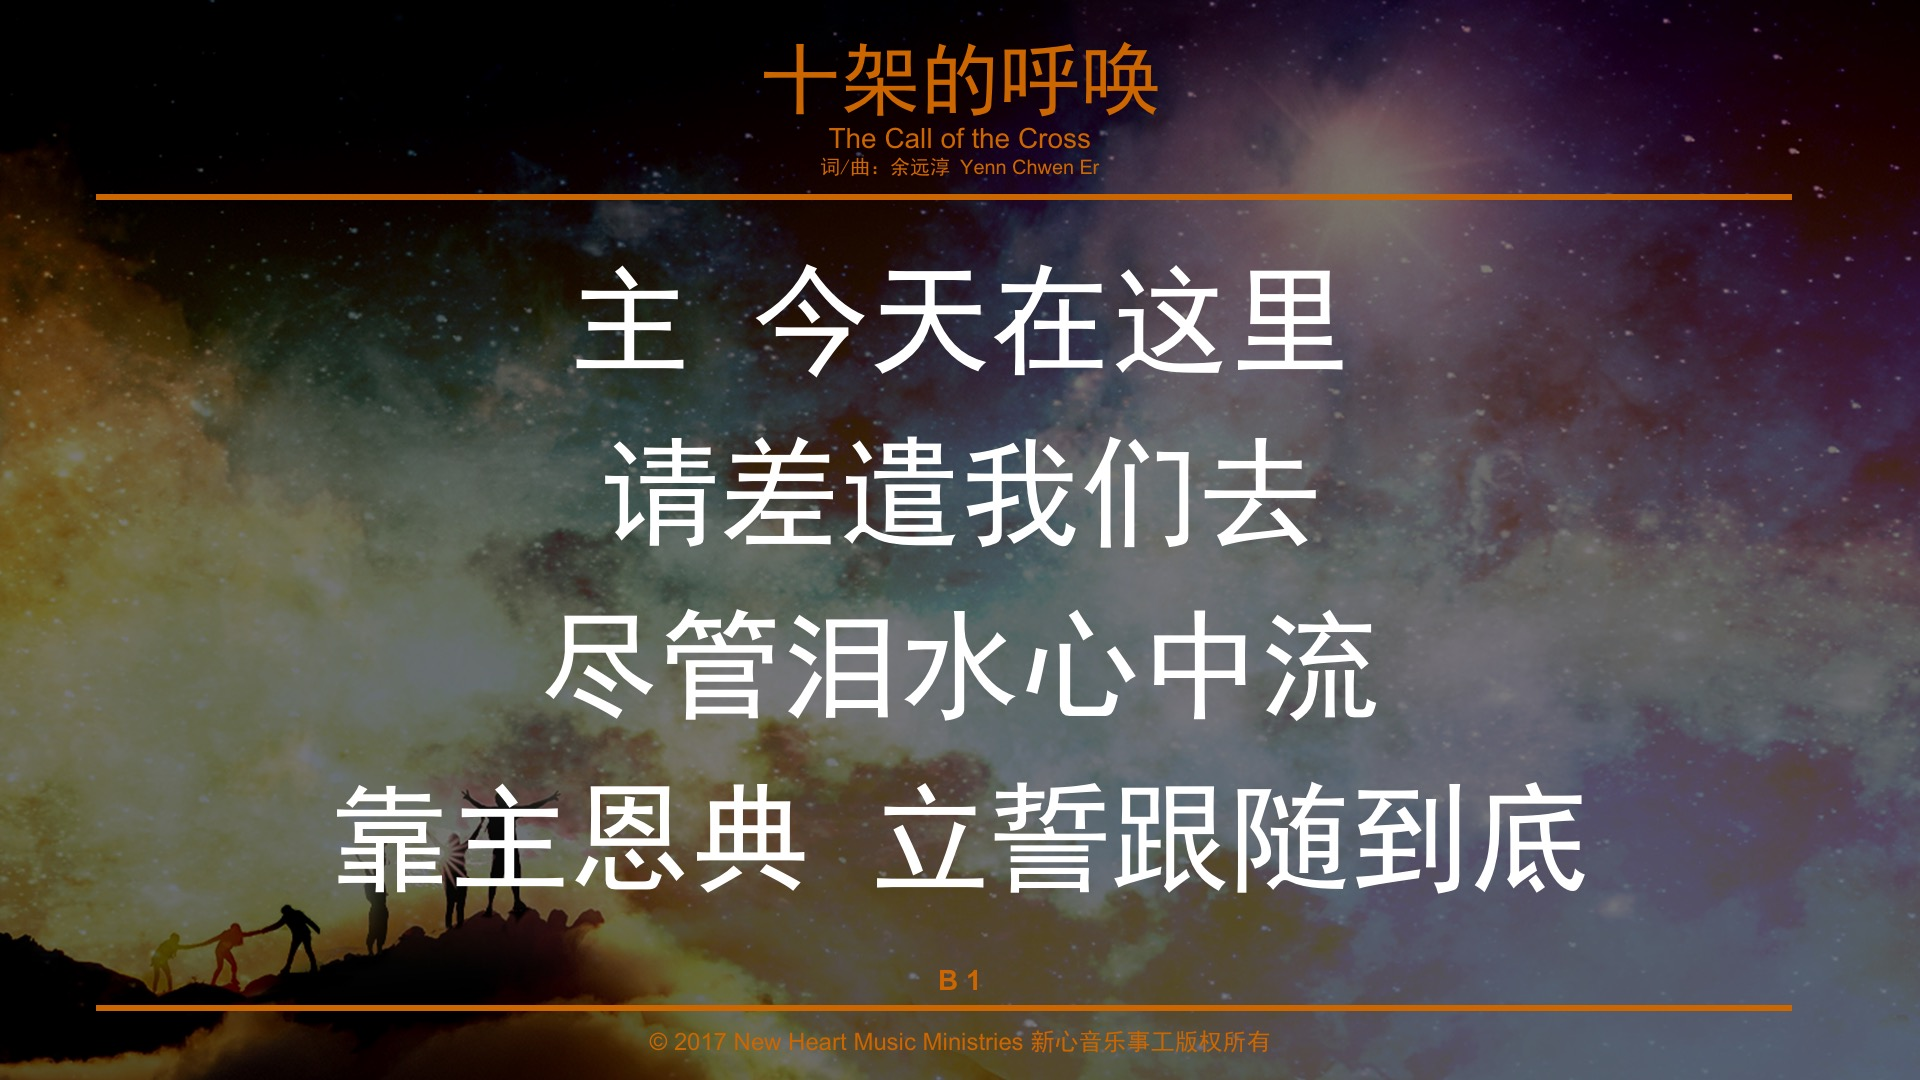 十架的呼唤
The Call of the Cross
词/曲：余远淳 Yenn Chwen Er
主 今天在这里
请差遣我们去
尽管泪水心中流
靠主恩典 立誓跟随到底
B 1
© 2017 New Heart Music Ministries 新心音乐事工版权所有